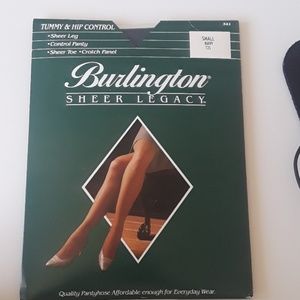 TUMMY & HIP CONTROL
•Sheer Leg
•Control Panty
•Sheer Toe •Crotch Panel
SMALL
NAVY
Burlington®
SHEER LEGACY
Quality Pantyhose Affordable enough for Everyday Wear.